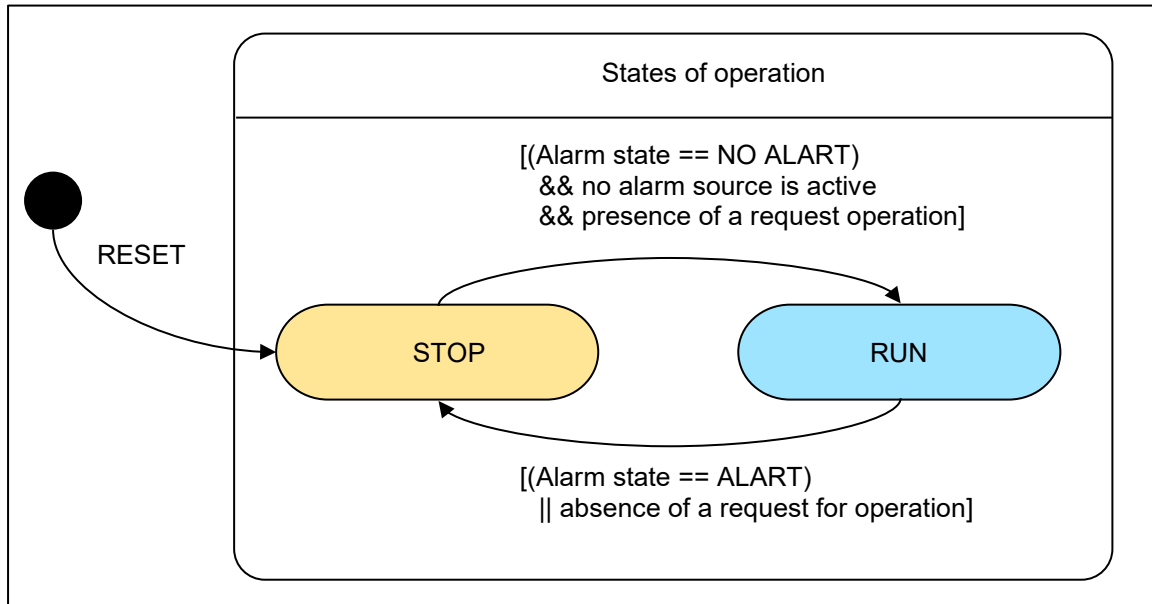 States of operation
[(Alarm state == NO ALART)
&& no alarm source is active
&& presence of a request operation]
RESET
STOP
RUN
[(Alarm state == ALART)
|| absence of a request for operation]